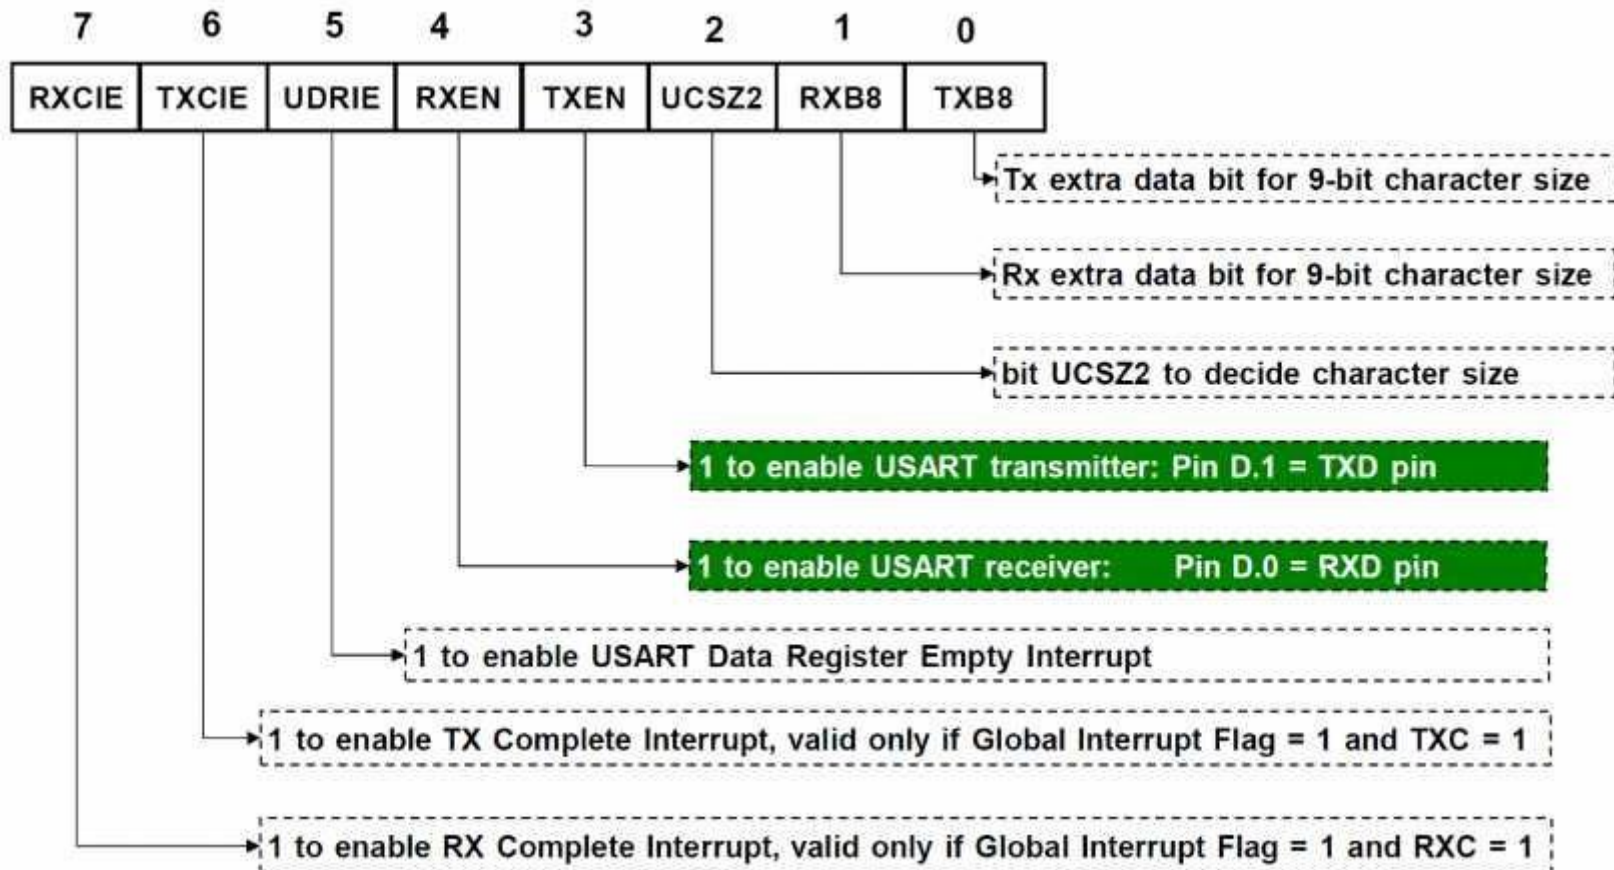 7 6 5 4 3 2 1 0
RXCIE TXCIE UDRIE RXEN TXEN UCSZ2 RXB8 TXB8
Tx extra data bit for 9-bit character size
Rx extra data bit for 9-bit character size
bit UCSZ2 to decide character size
1 to enable USART transmitter: Pin D.1 = TXD pin
1 to enable USART receiver: Pin D.0 = RXD pin
1 to enable USART Data Register Empty Interrupt
1 to enable TX Complete Interrupt, valid only if Global Interrupt Flag = 1 and TXC = 1
1 to enable RX Complete Interrupt, valid only if Global Interrupt Flag = 1 and RXC = 1